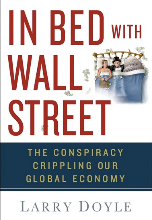 IN BED WITH
WALL
STREET
THE CONSPIRACY
CRIPPLING OUR
GLOBAL ECONOMY
LARRY DOYLE